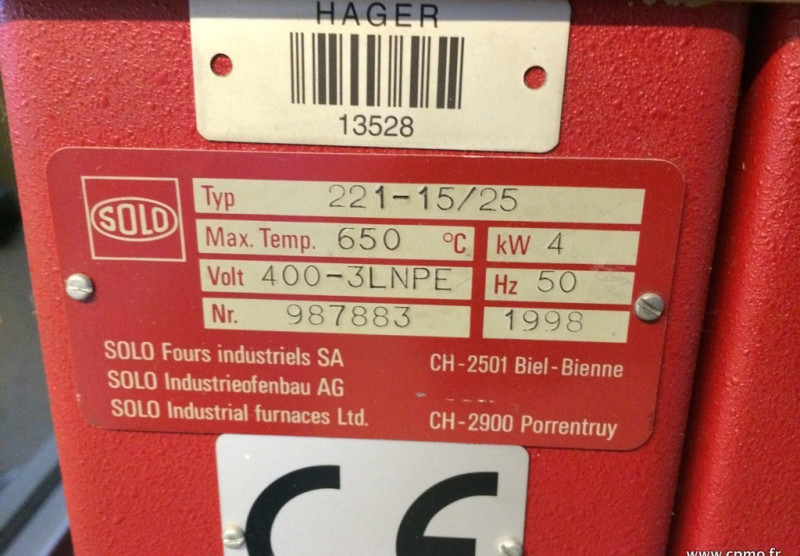 HAGER
13528
SOLO
Typ 221-15/25
Max. Temp. 650 °C kW 4
Volt 400-3LNPE Hz 50
Nr. 987883 1998
SOLO Fours industriels SA CH-2501 Biel-Bienne
SOLO Industrieofenbau AG
SOLO Industrial furnaces Ltd. CH-2900 Porrentruy
CE
www.cpmo.fr